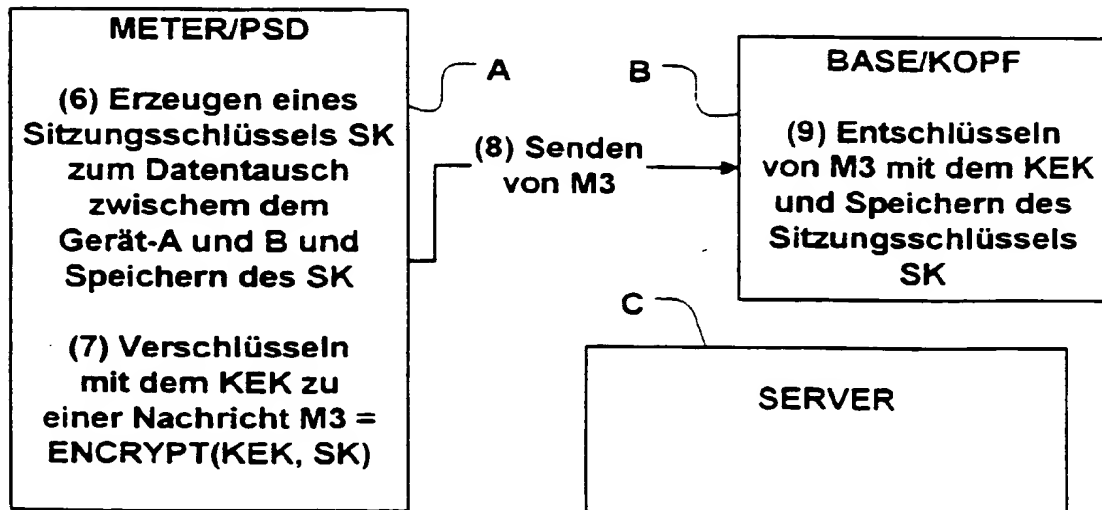 METER/PSD
(6) Erzeugen eines
Sitzungsschlüssels SK
zum Datentausch
zwischem dem
Gerät-A und B und
Speichern des SK
(7) Verschlüsseln
mit dem KEK zu
einer Nachricht M3 =
ENCRYPT(KEK, SK)
A
(8) Senden
von M3
B
BASE/KOPF
(9) Entschlüsseln
von M3 mit dem KEK
und Speichern des
Sitzungsschlüssels
SK
C
SERVER